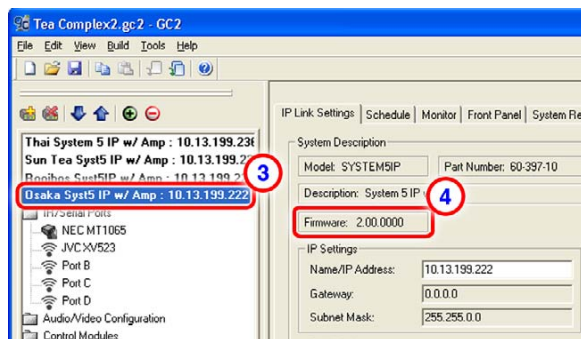 Tea Complex2.gc2 - GC2
File Edit View Build Tools Help
Thai System 5 IP w/ Amp : 10.13.199.236
Sun Tea Syst5 IP w/ Amp : 10.13.199.2
Rooibos Syst5IP w/ Amp : 10.13.199.2
Osaka Syst5 IP w/ Amp : 10.13.199.222
3
IR/Serial Ports
NEC MT1065
JVC XV523
Port B
Port C
Port D
Audio/Video Configuration
Control Modules
IP Link Settings Schedule Monitor Front Panel System Re
System Description
Model: SYSTEM5IP Part Number: 60-397-10
Description: System 5 IP
4
Firmware: 2.00.0000
IP Settings
Name/IP Address: 10.13.199.222
Gateway: 0.0.0.0
Subnet Mask: 255.255.0.0